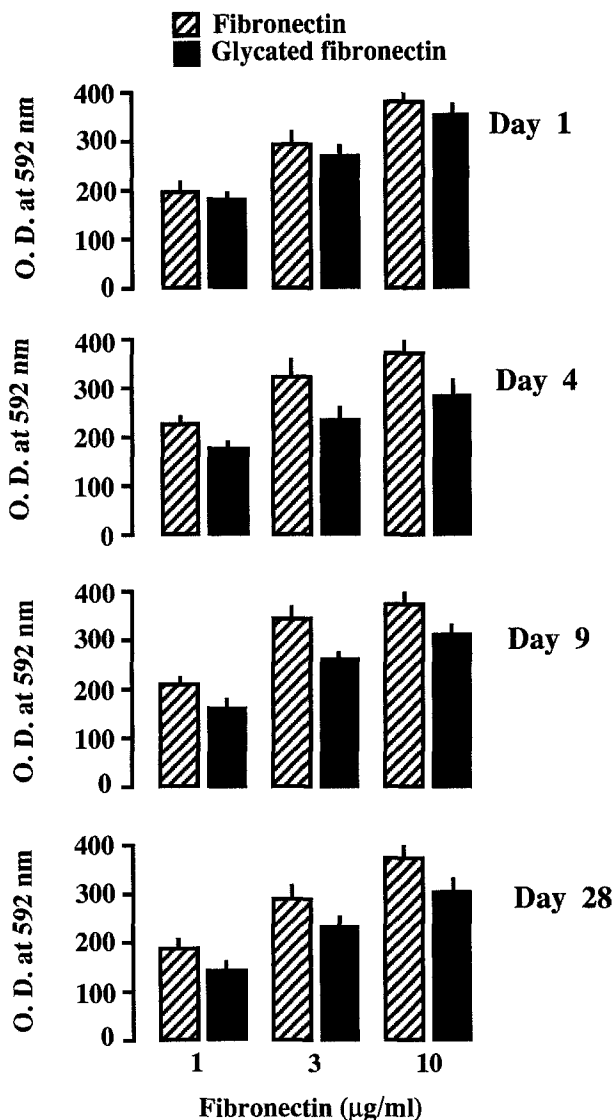 Fibronectin
Glycated fibronectin
400
300
200
100
0
O. D. at 592 nm
Day 1
400
300
200
100
0
O. D. at 592 nm
Day 4
400
300
200
100
0
O. D. at 592 nm
Day 9
400
300
200
100
0
O. D. at 592 nm
Day 28
1 3 10
Fibronectin (μg/ml)